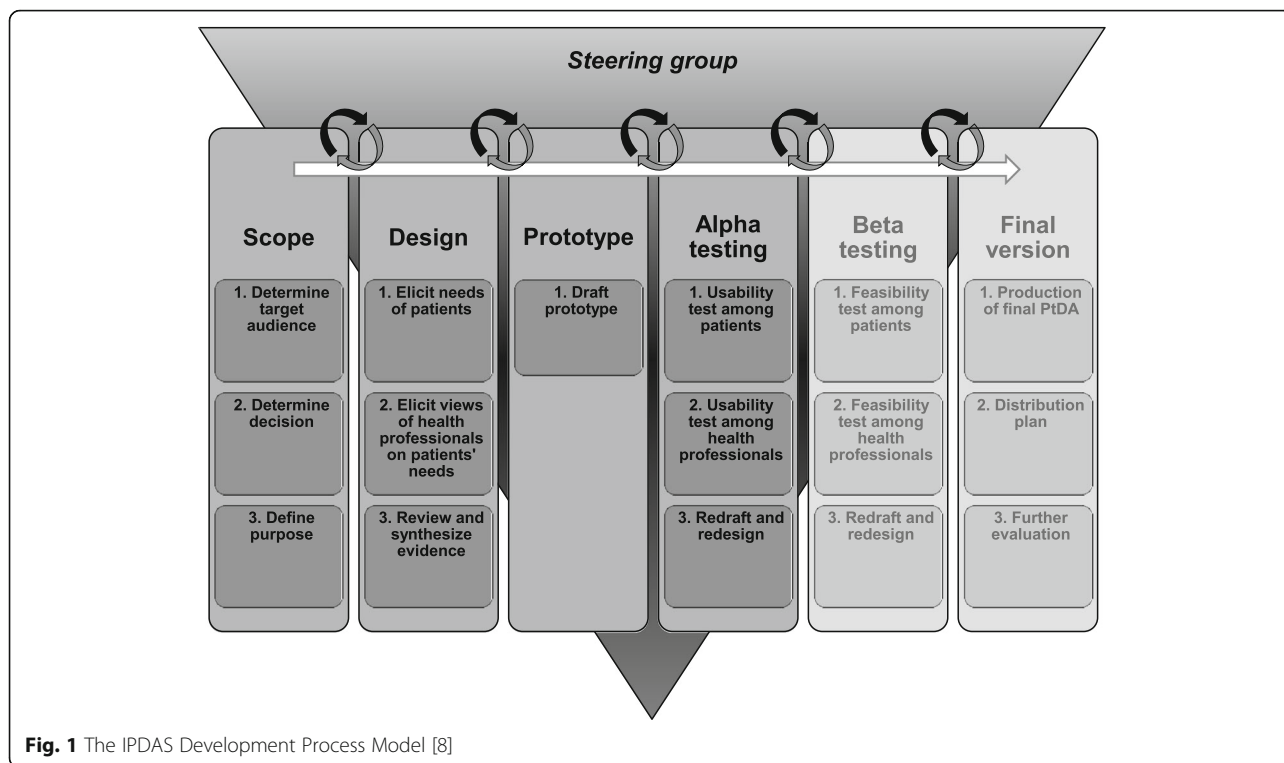 Steering group
Scope
1. Determine
target
audience
2. Determine
decision
3. Define
purpose
Design
1. Elicit needs
of patients
2. Elicit views
of health
professionals
on patients'
needs
3. Review and
synthesize
evidence
Prototype
1. Draft
prototype
Alpha
testing
1. Usability
test among
patients
2. Usability
test among
health
professionals
3. Redraft and
redesign
Beta
testing
1. Feasibility
test among
patients
2. Feasibility
test among
health
professionals
3. Redraft and
redesign
Final
version
1. Production
of final PtDA
2. Distribution
plan
3. Further
evaluation
Fig. 1 The IPDAS Development Process Model [8]